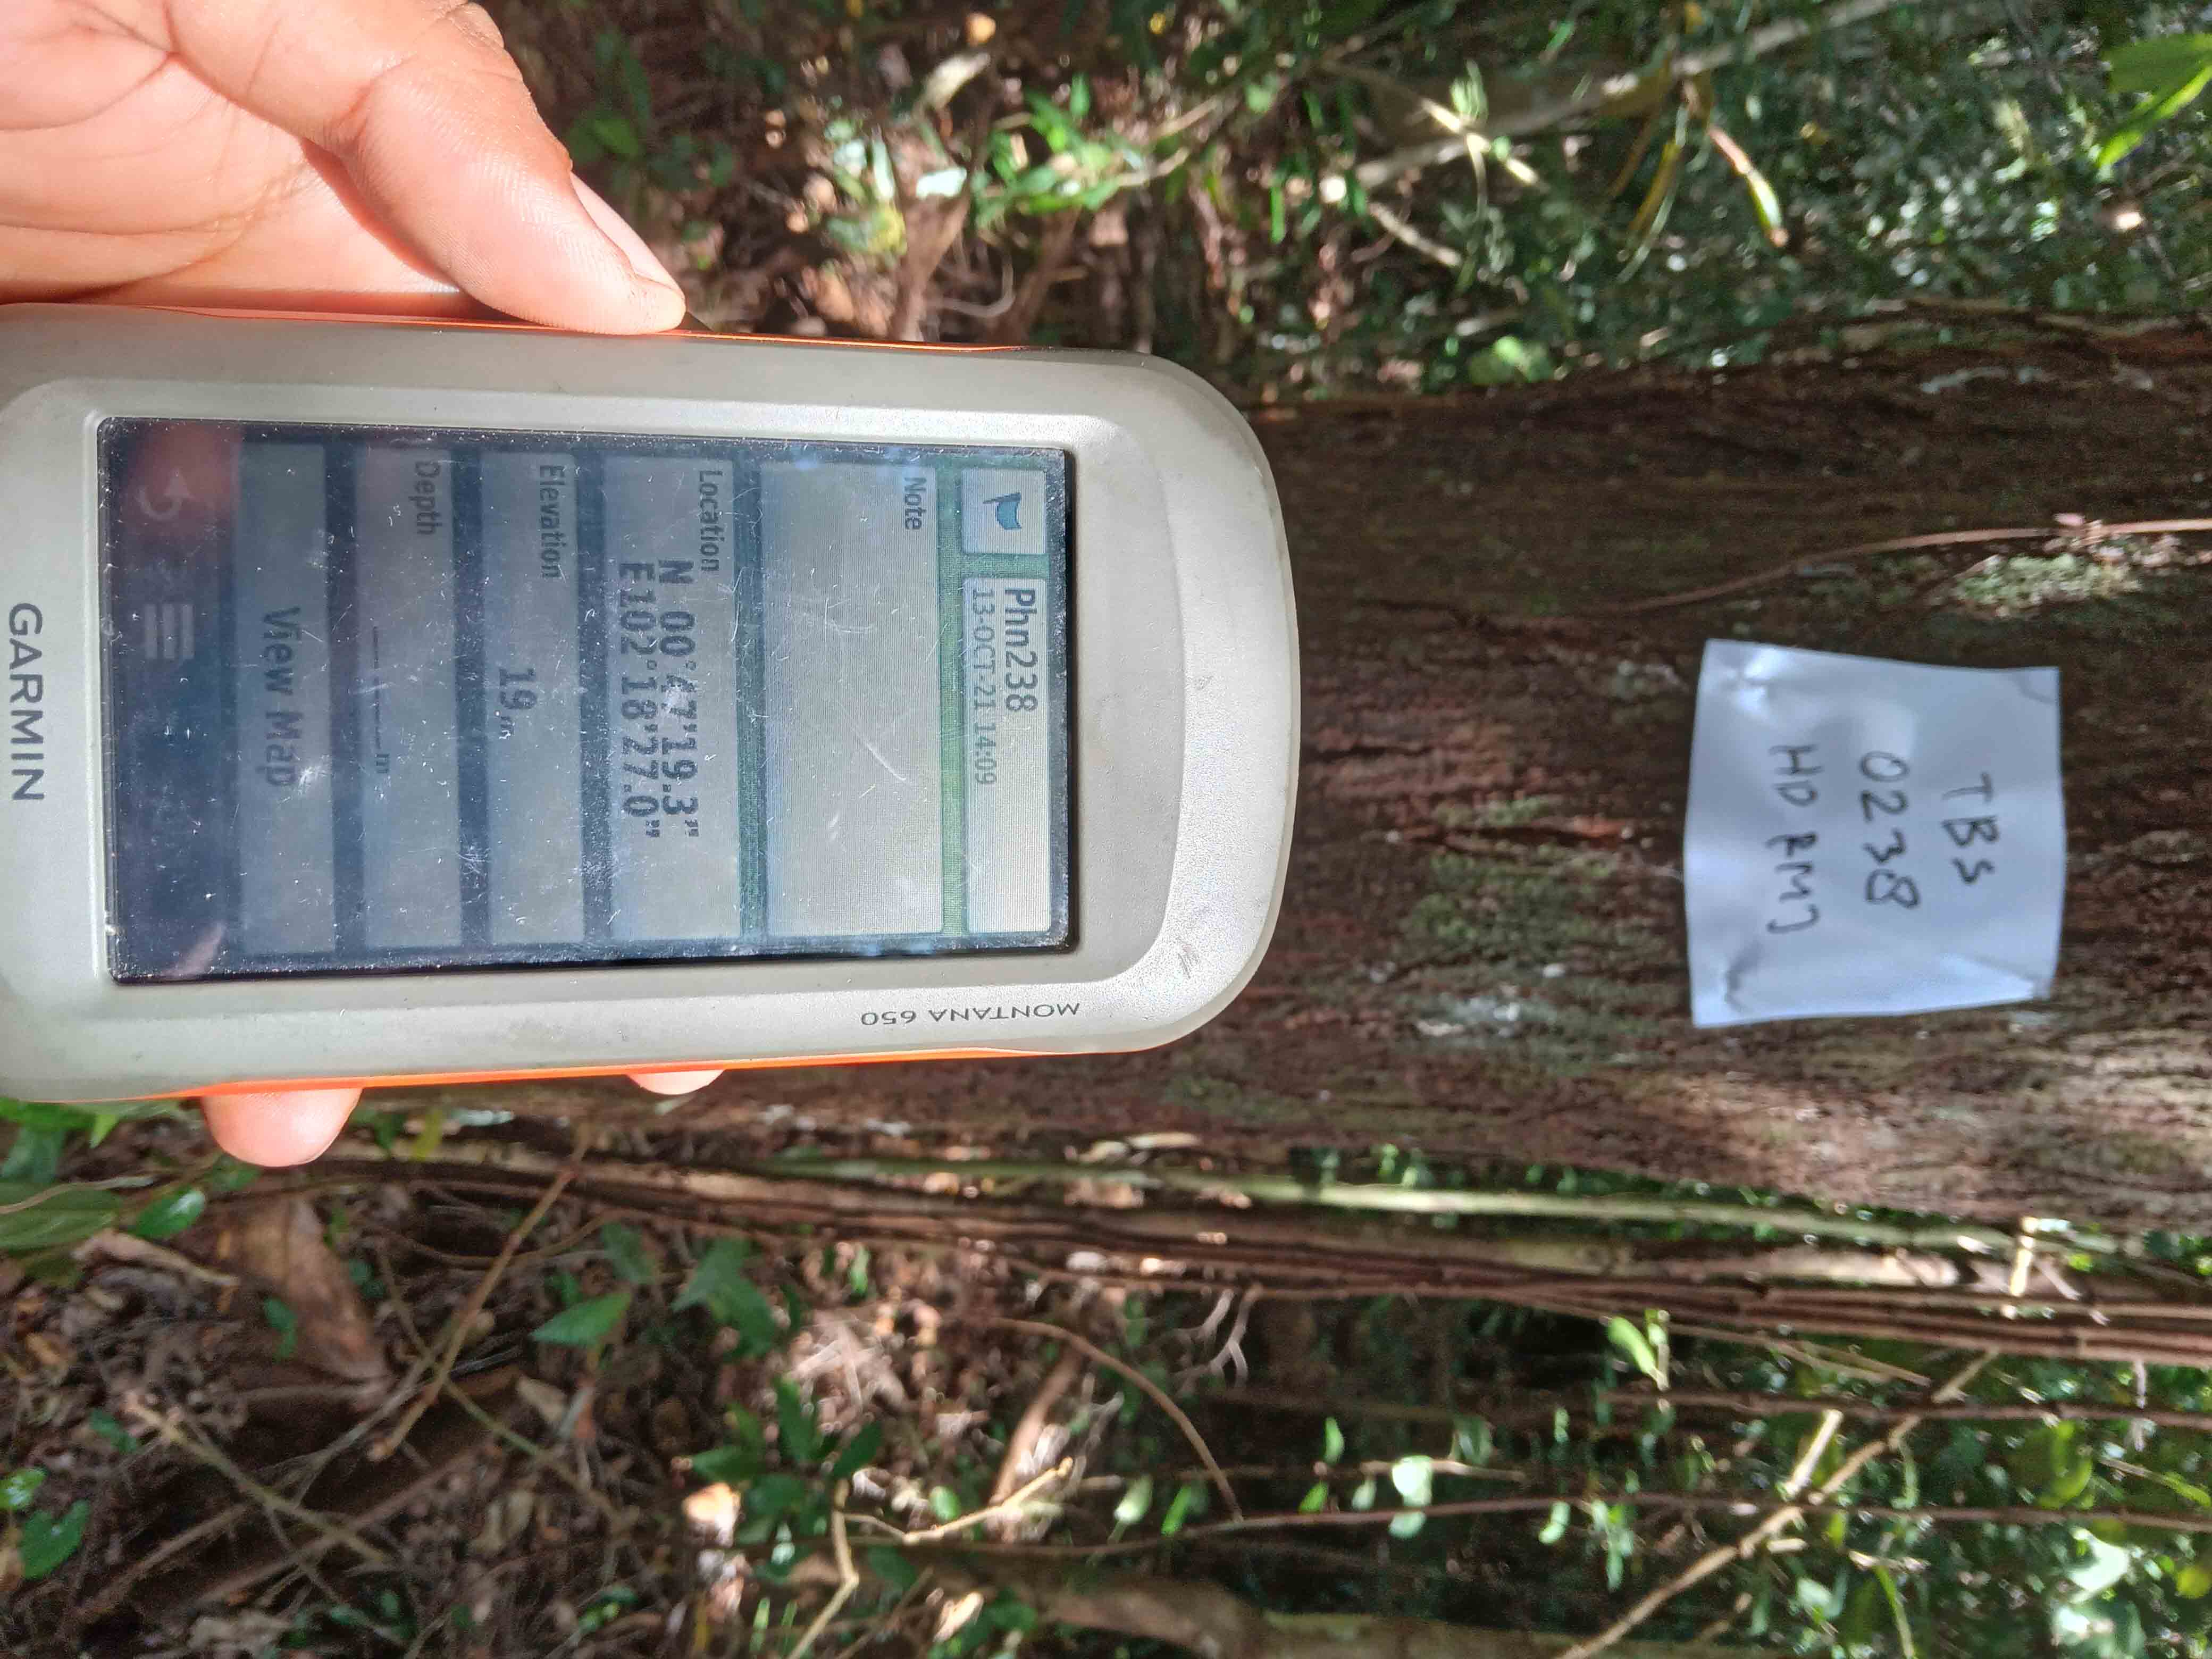 TBS
0238
HD RMJ
MONTANA 650
Phn238
13-OCT-21 14:09
Note
Location
N 00°47'19.3"
E102°18'27.0"
Elevation
19m
Depth
__ ___m
View Map
GARMIN